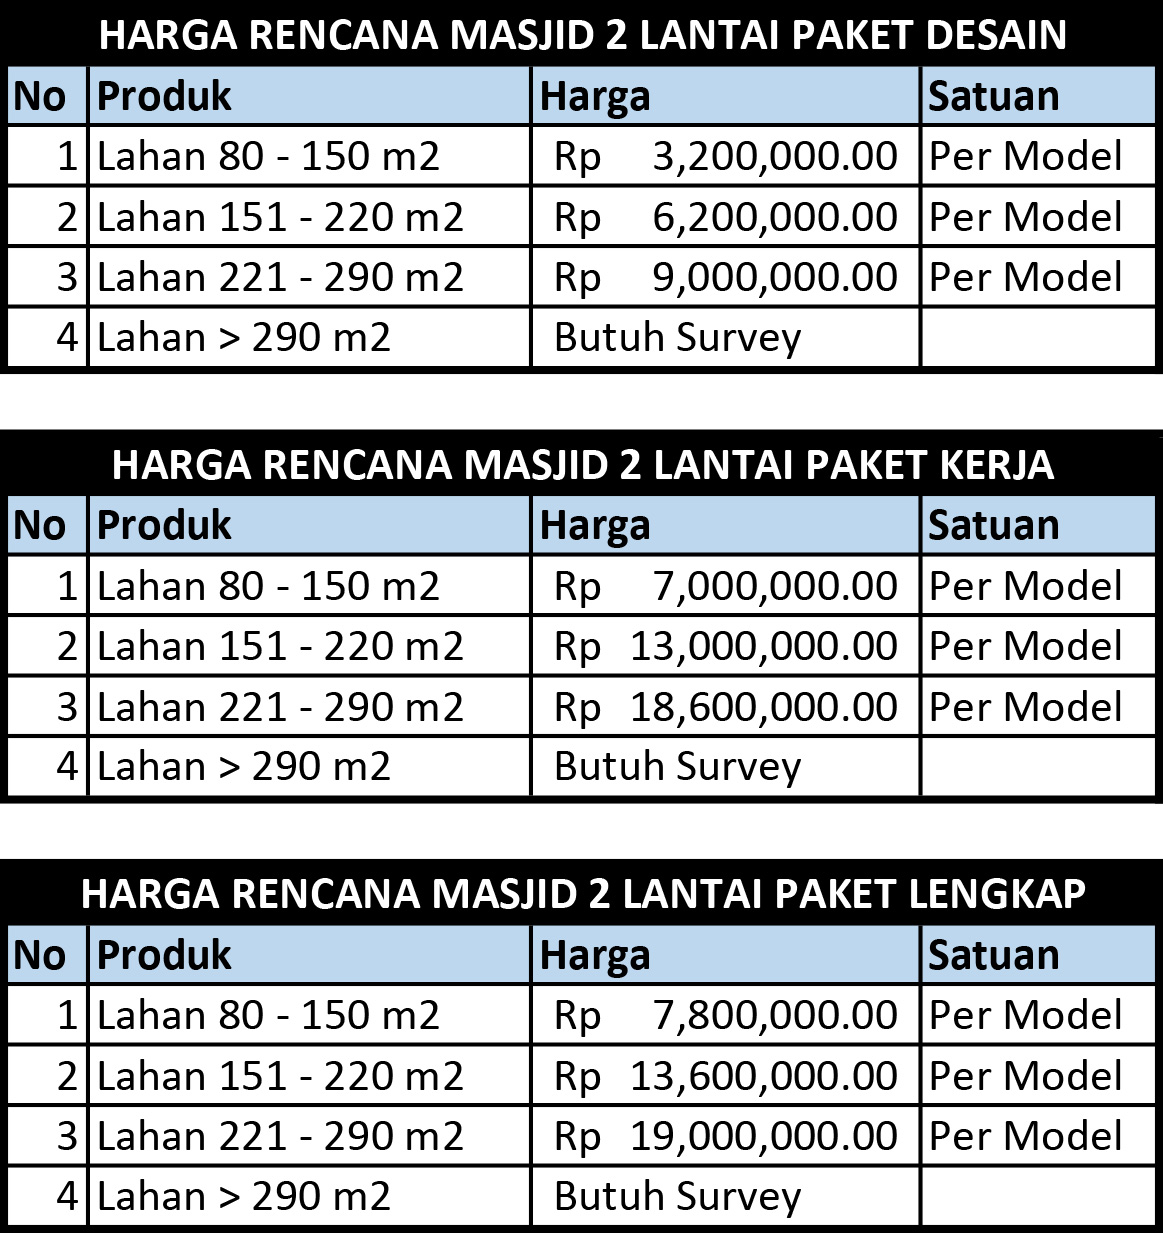 HARGA RENCANA MASJID 2 LANTAI PAKET DESAIN
No Produk Harga Satuan
1 Lahan 80 - 150 m2 Rp 3,200,000.00 Per Model
2 Lahan 151 - 220 m2 Rp 6,200,000.00 Per Model
3 Lahan 221 - 290 m2 Rp 9,000,000.00 Per Model
4 Lahan > 290 m2 Butuh Survey
HARGA RENCANA MASJID 2 LANTAI PAKET KERJA
No Produk Harga Satuan
1 Lahan 80 - 150 m2 Rp 7,000,000.00 Per Model
2 Lahan 151 - 220 m2 Rp 13,000,000.00 Per Model
3 Lahan 221 - 290 m2 Rp 18,600,000.00 Per Model
4 Lahan > 290 m2 Butuh Survey
HARGA RENCANA MASJID 2 LANTAI PAKET LENGKAP
No Produk Harga Satuan
1 Lahan 80 - 150 m2 Rp 7,800,000.00 Per Model
2 Lahan 151 - 220 m2 Rp 13,600,000.00 Per Model
3 Lahan 221 - 290 m2 Rp 19,000,000.00 Per Model
4 Lahan > 290 m2 Butuh Survey